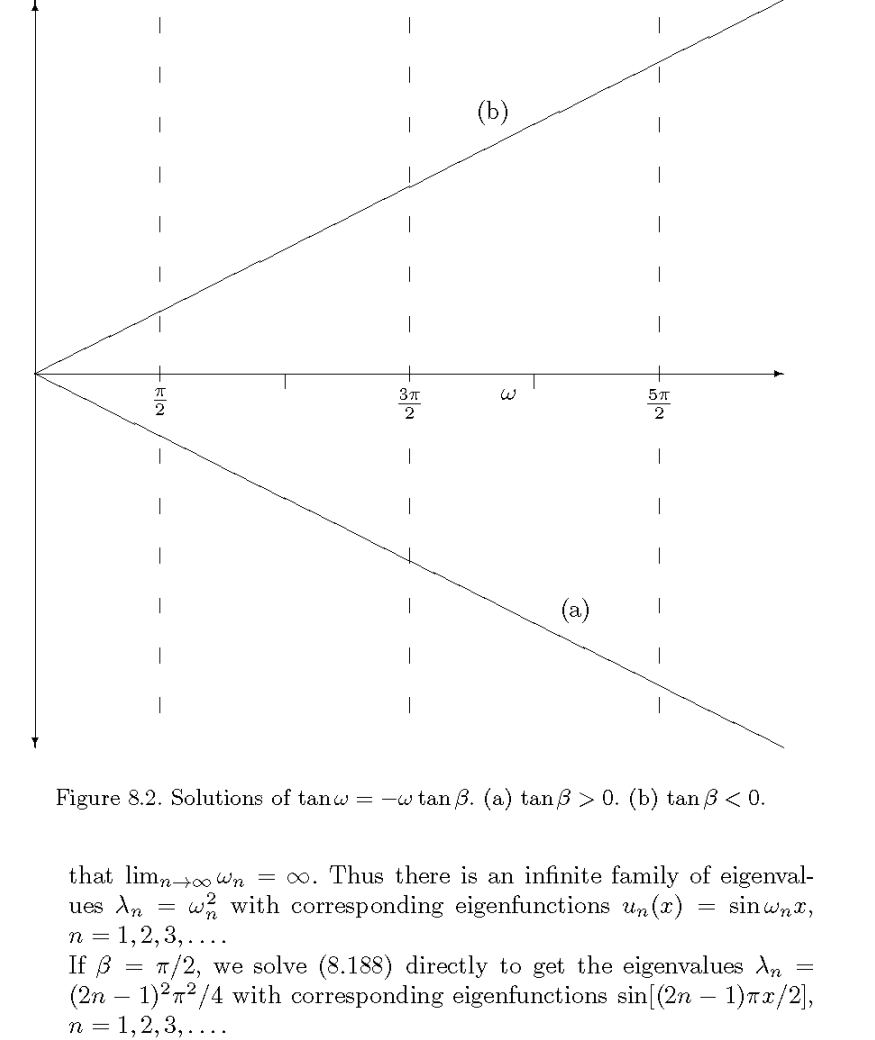 (b)
π/2
3π/2
ω
5π/2
(a)
Figure 8.2. Solutions of tan ω = −ω tan β. (a) tan β > 0. (b) tan β < 0.
that lim_{n→∞} ω_n = ∞. Thus there is an infinite family of eigenval-
ues λ_n = ω_n^2 with corresponding eigenfunctions u_n(x) = sin ω_n x,
n = 1, 2, 3, . . . .
If β = π/2, we solve (8.188) directly to get the eigenvalues λ_n =
(2n − 1)^2π^2/4 with corresponding eigenfunctions sin[(2n − 1)πx/2],
n = 1, 2, 3, . . . .